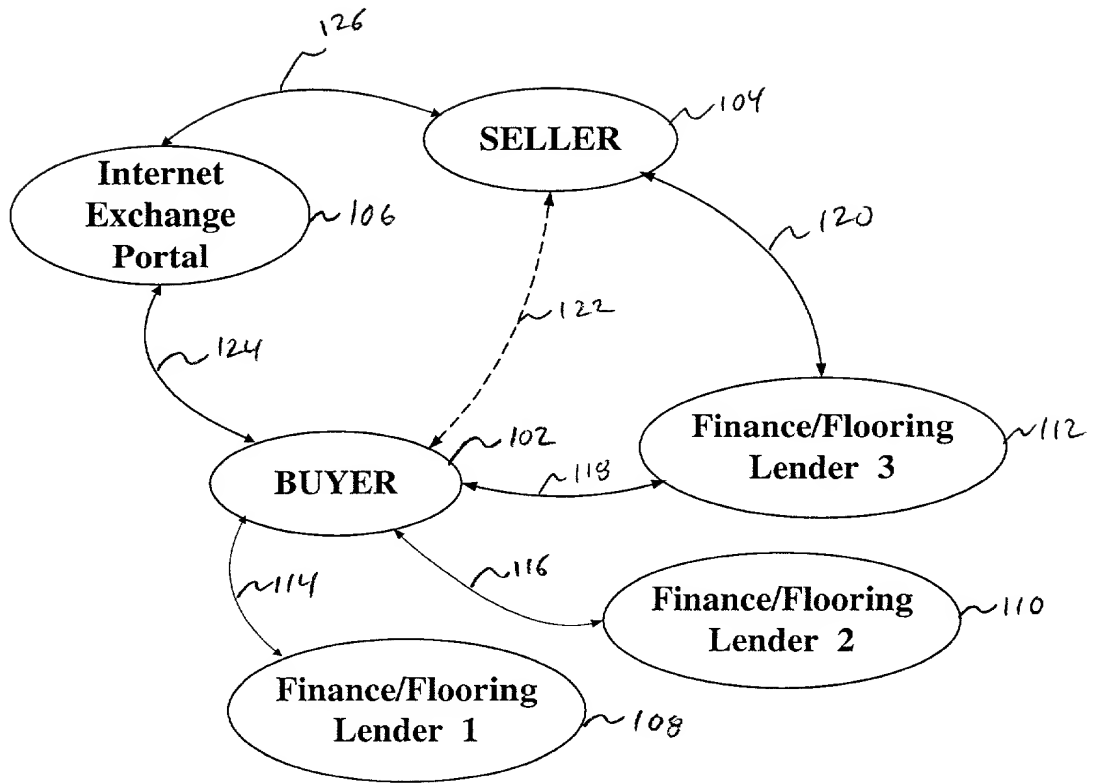 126
SELLER
104
Internet
Exchange
Portal
106
120
122
124
Finance/Flooring
Lender 3
112
102
BUYER
118
114
116
Finance/Flooring
Lender 2
110
Finance/Flooring
Lender 1
108